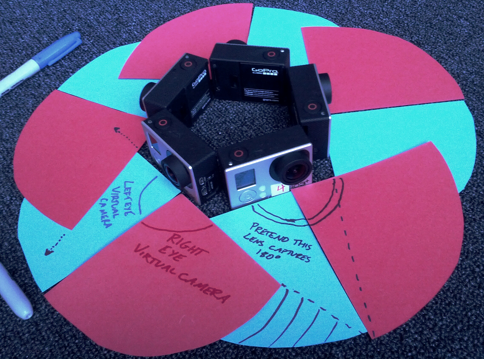 GoPro
LEFT EYE
VIRTUAL
CAMERA
RIGHT
EYE
VIRTUAL CAMERA
PRETEND THIS
LENS CAPTURES
180°